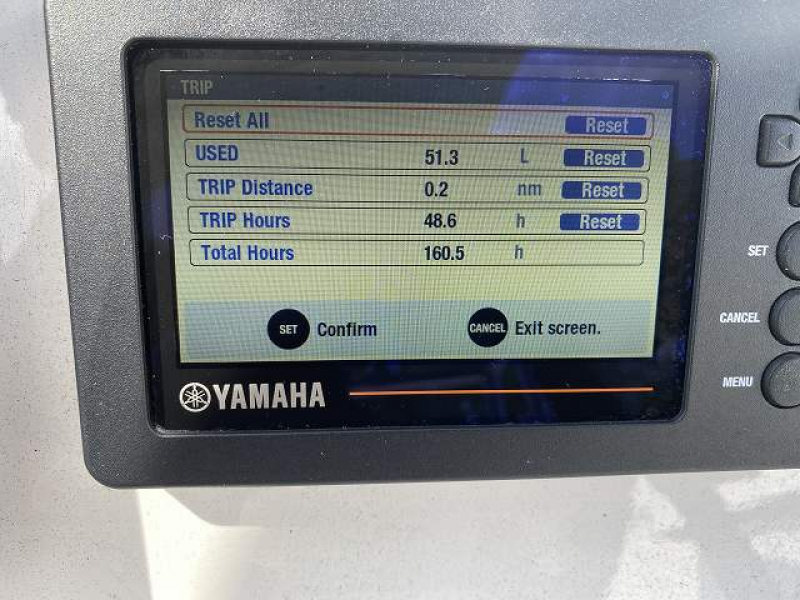 TRIP
Reset All Reset
USED 51.3 L Reset
TRIP Distance 0.2 nm Reset
TRIP Hours 48.6 h Reset
Total Hours 160.5 h
SET Confirm CANCEL Exit screen.
YAMAHA
SET
CANCEL
MENU